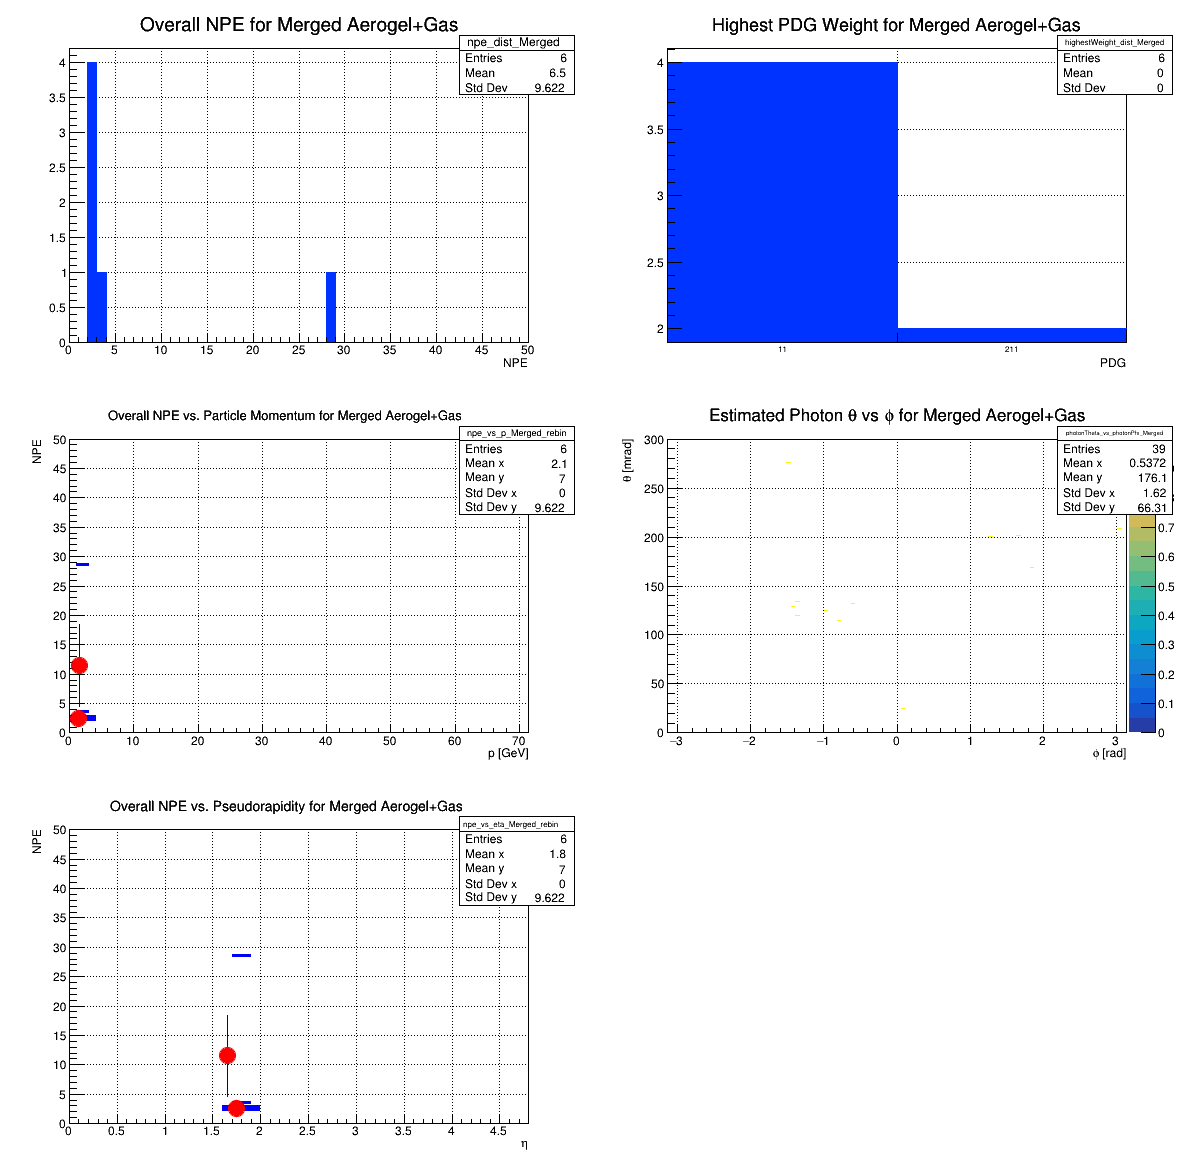 Overall NPE for Merged Aerogel+Gas
npe_dist_Merged
Entries 6
Mean 6.5
Std Dev 9.622
4
3.5
3
2.5
2
1.5
1
0.5
0
0 5 10 15 20 25 30 35 40 45 50
NPE
Highest PDG Weight for Merged Aerogel+Gas
highestWeight_dist_Merged
Entries 6
Mean 0
Std Dev 0
4
3.5
3
2.5
2
11 211
PDG
Overall NPE vs. Particle Momentum for Merged Aerogel+Gas
npe_vs_p_Merged_rebin
Entries 6
Mean x 2.1
Mean y 7
Std Dev x 0
Std Dev y 9.622
NPE
50
45
40
35
30
25
20
15
10
5
0
0 10 20 30 40 50 60 70
p [GeV]
Estimated Photon θ vs ϕ for Merged Aerogel+Gas
photonTheta_vs_photonPhi_Merged
Entries 39
Mean x 0.5372
Mean y 176.1
Std Dev x 1.62
Std Dev y 66.31
θ [mrad]
300
250
200
150
100
50
0
−3 −2 −1 0 1 2 3
ϕ [rad]
0.7
0.6
0.5
0.4
0.3
0.2
0.1
0
Overall NPE vs. Pseudorapidity for Merged Aerogel+Gas
npe_vs_eta_Merged_rebin
Entries 6
Mean x 1.8
Mean y 7
Std Dev x 0
Std Dev y 9.622
NPE
50
45
40
35
30
25
20
15
10
5
0
0 0.5 1 1.5 2 2.5 3 3.5 4 4.5
η